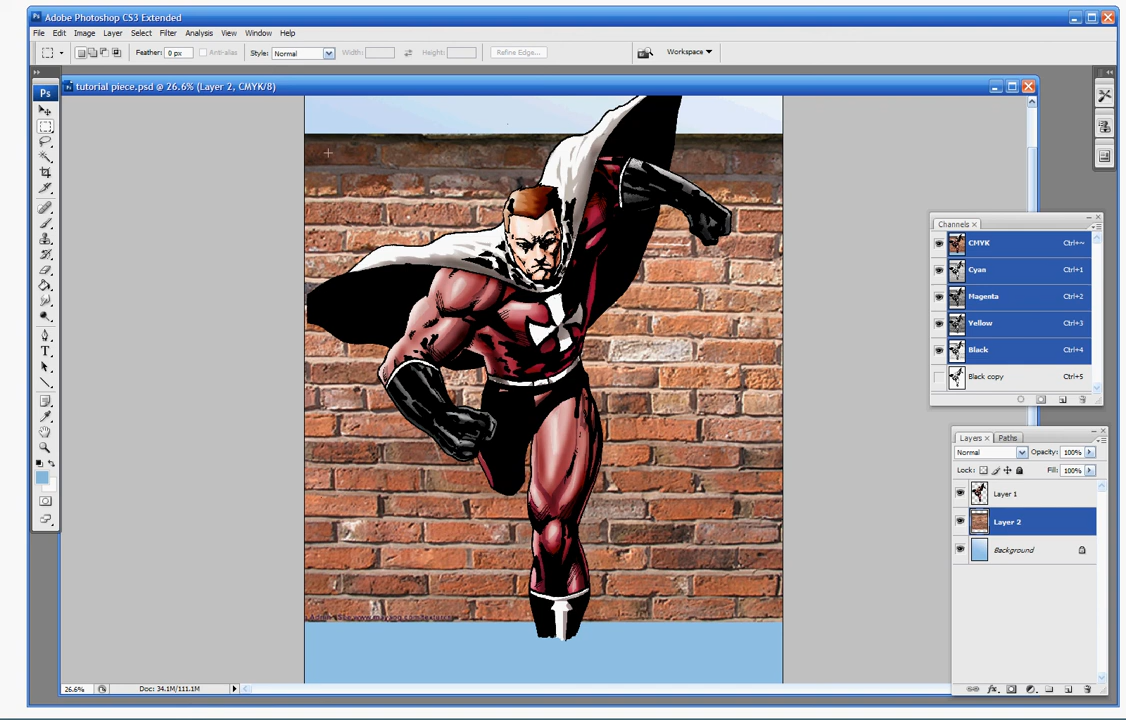 Adobe Photoshop CS3 Extended
File Edit Image Layer Select Filter Analysis View Window Help
Feather: 0 px Anti-alias Style: Normal Width: Height: Refine Edge... Workspace
Ps tutorial piece.psd @ 26.6% (Layer 2, CMYK/8)
Channels
CMYK Ctrl+~
Cyan Ctrl+1
Magenta Ctrl+2
Yellow Ctrl+3
Black Ctrl+4
Black copy Ctrl+5
Layers Paths
Normal Opacity: 100%
Lock: Fill: 100%
Layer 1
Layer 2
Background
T
26.6% Doc: 34.1M/111.1M
fx